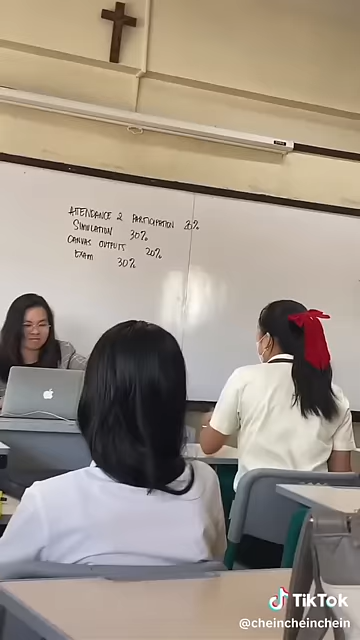 ATTENDANCE & PARTICIPATION 20%
SIMULATION 30%
CANVAS OUTPUTS 20%
EXAM 30%
TikTok
@cheincheinchein